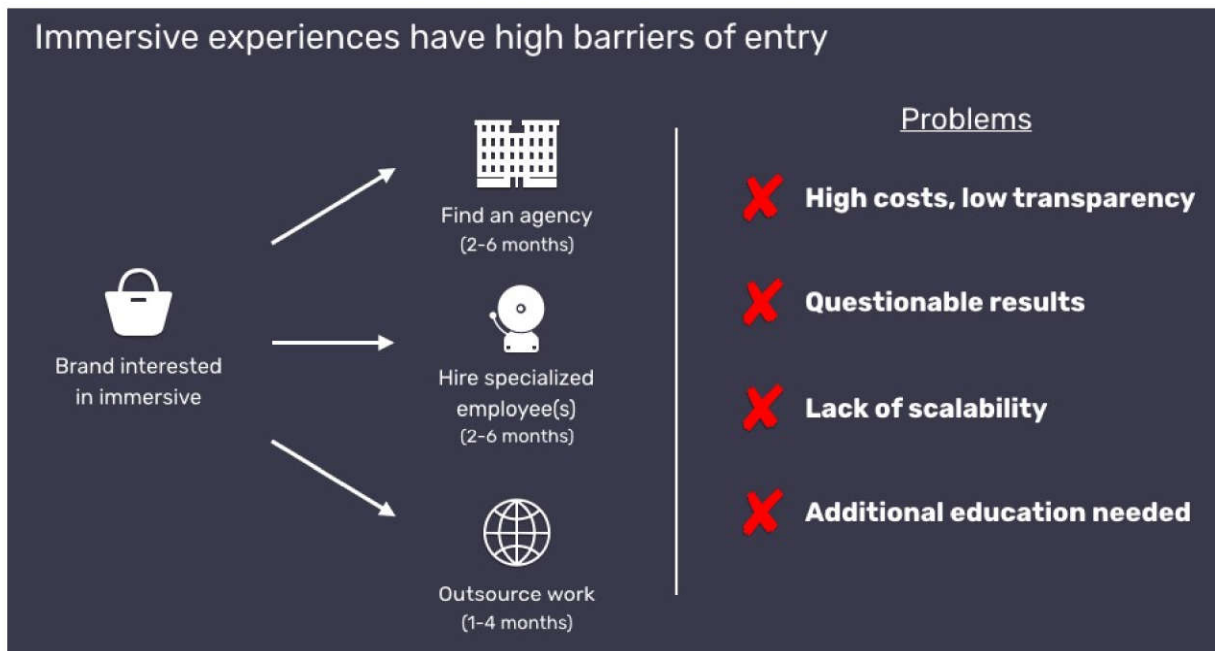 Immersive experiences have high barriers of entry
Brand interested
in immersive
Find an agency
(2-6 months)
Hire specialized
employee(s)
(2-6 months)
Outsource work
(1-4 months)
Problems
High costs, low transparency
Questionable results
Lack of scalability
Additional education needed